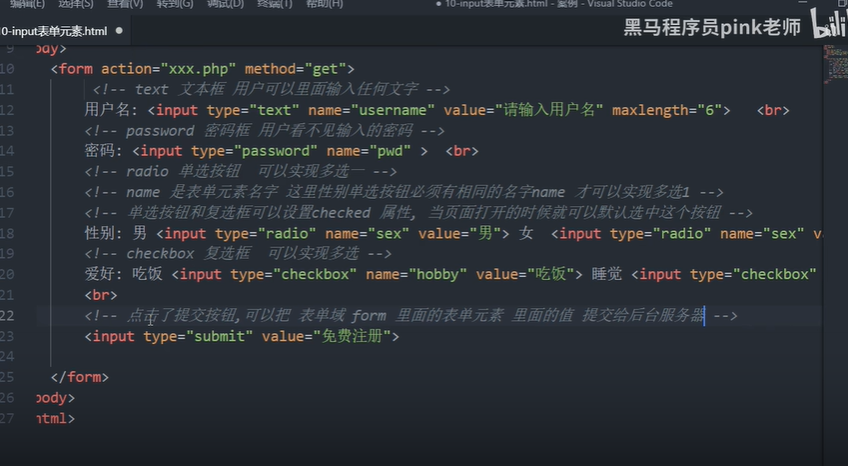 编辑(E) 选择(S) 查看(V) 转到(G) 调试(D) 终端(T) 帮助(H) ● 10-input表单元素.html - 案例 - Visual Studio Code
10-input表单元素.html ●
黑马程序员pink老师 bili
9 body>
10 <form action="xxx.php" method="get">
11 <!-- text 文本框 用户可以里面输入任何文字 -->
12 用户名: <input type="text" name="username" value="请输入用户名" maxlength="6"> <br>
13 <!-- password 密码框 用户看不见输入的密码 -->
14 密码: <input type="password" name="pwd" > <br>
15 <!-- radio 单选按钮 可以实现多选一 -->
16 <!-- name 是表单元素名字 这里性别单选按钮必须有相同的名字name 才可以实现多选1 -->
17 <!-- 单选按钮和复选框可以设置checked 属性, 当页面打开的时候就可以默认选中这个按钮 -->
18 性别: 男 <input type="radio" name="sex" value="男"> 女 <input type="radio" name="sex" va
19 <!-- checkbox 复选框 可以实现多选 -->
20 爱好: 吃饭 <input type="checkbox" name="hobby" value="吃饭"> 睡觉 <input type="checkbox"
21 <br>
22 <!-- 点击了提交按钮,可以把 表单域 form 里面的表单元素 里面的值 提交给后台服务器 -->
23 <input type="submit" value="免费注册">
24
25 </form>
26 body>
27 html>